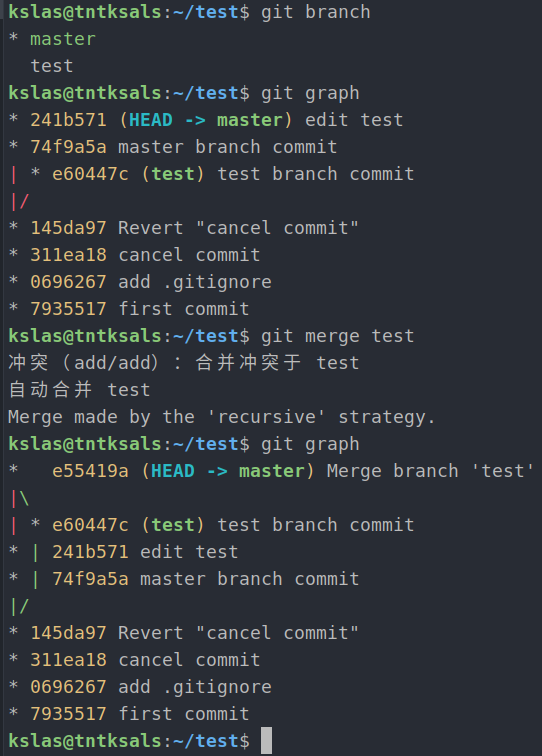 kslas@tntksals:~/test$ git branch
* master
  test
kslas@tntksals:~/test$ git graph
* 241b571 (HEAD -> master) edit test
* 74f9a5a master branch commit
| * e60447c (test) test branch commit
|/
* 145da97 Revert "cancel commit"
* 311ea18 cancel commit
* 0696267 add .gitignore
* 7935517 first commit
kslas@tntksals:~/test$ git merge test
冲突（add/add）：合并冲突于 test
自动合并 test
Merge made by the 'recursive' strategy.
kslas@tntksals:~/test$ git graph
*   e55419a (HEAD -> master) Merge branch 'test'
|\
| * e60447c (test) test branch commit
* | 241b571 edit test
* | 74f9a5a master branch commit
|/
* 145da97 Revert "cancel commit"
* 311ea18 cancel commit
* 0696267 add .gitignore
* 7935517 first commit
kslas@tntksals:~/test$